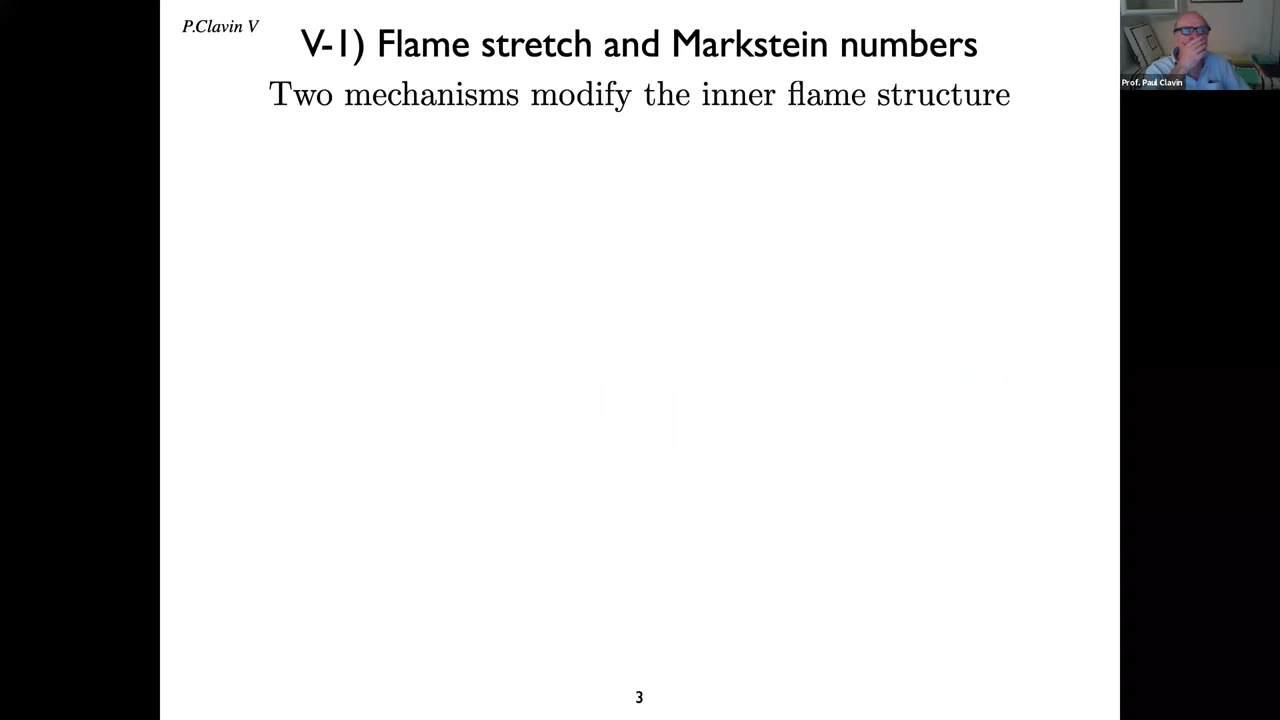 P.Clavin V
V-1) Flame stretch and Markstein numbers
Two mechanisms modify the inner flame structure
Prof. Paul Clavin
3